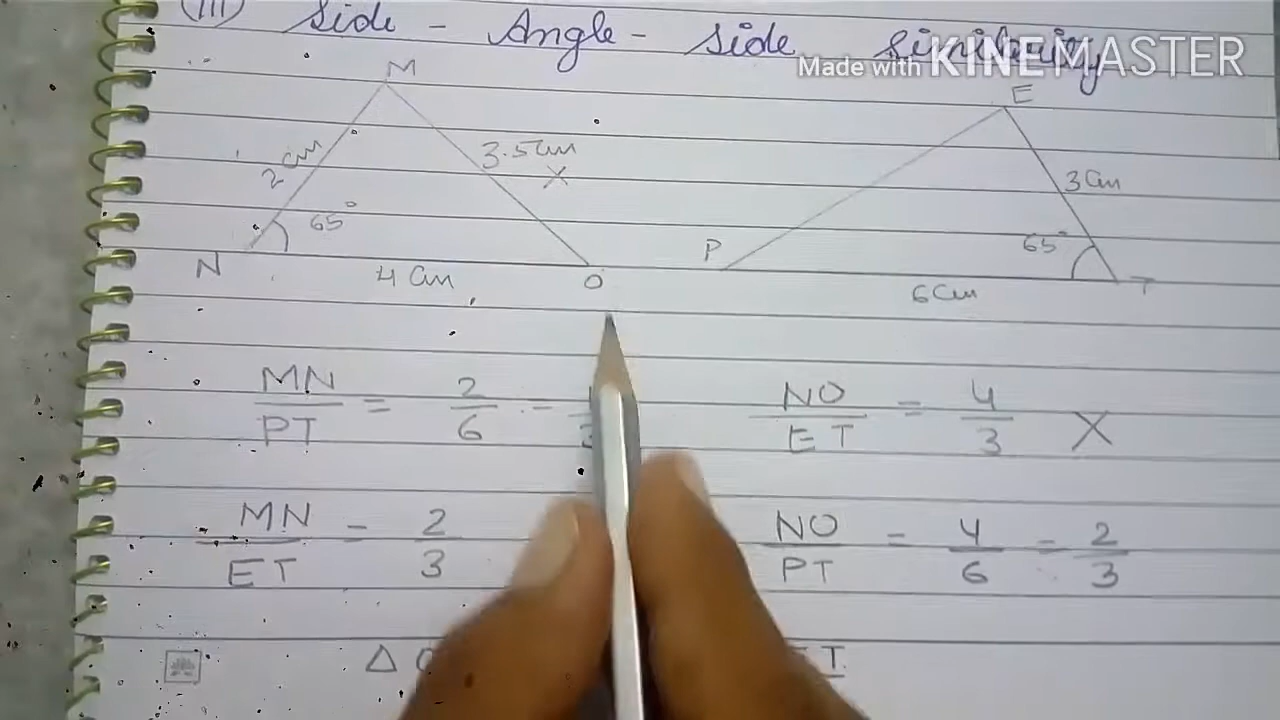 (III) Side - Angle - Side Similarity
Made with KINEMASTER
M E
2 cm 3.5 cm X 3 cm
65° 65°
N 4 cm O P 6 cm T
MN/PT = 2/6 = NO/ET = 4/3 X
MN/ET = 2/3 NO/PT = 4/6 = 2/3
Δ